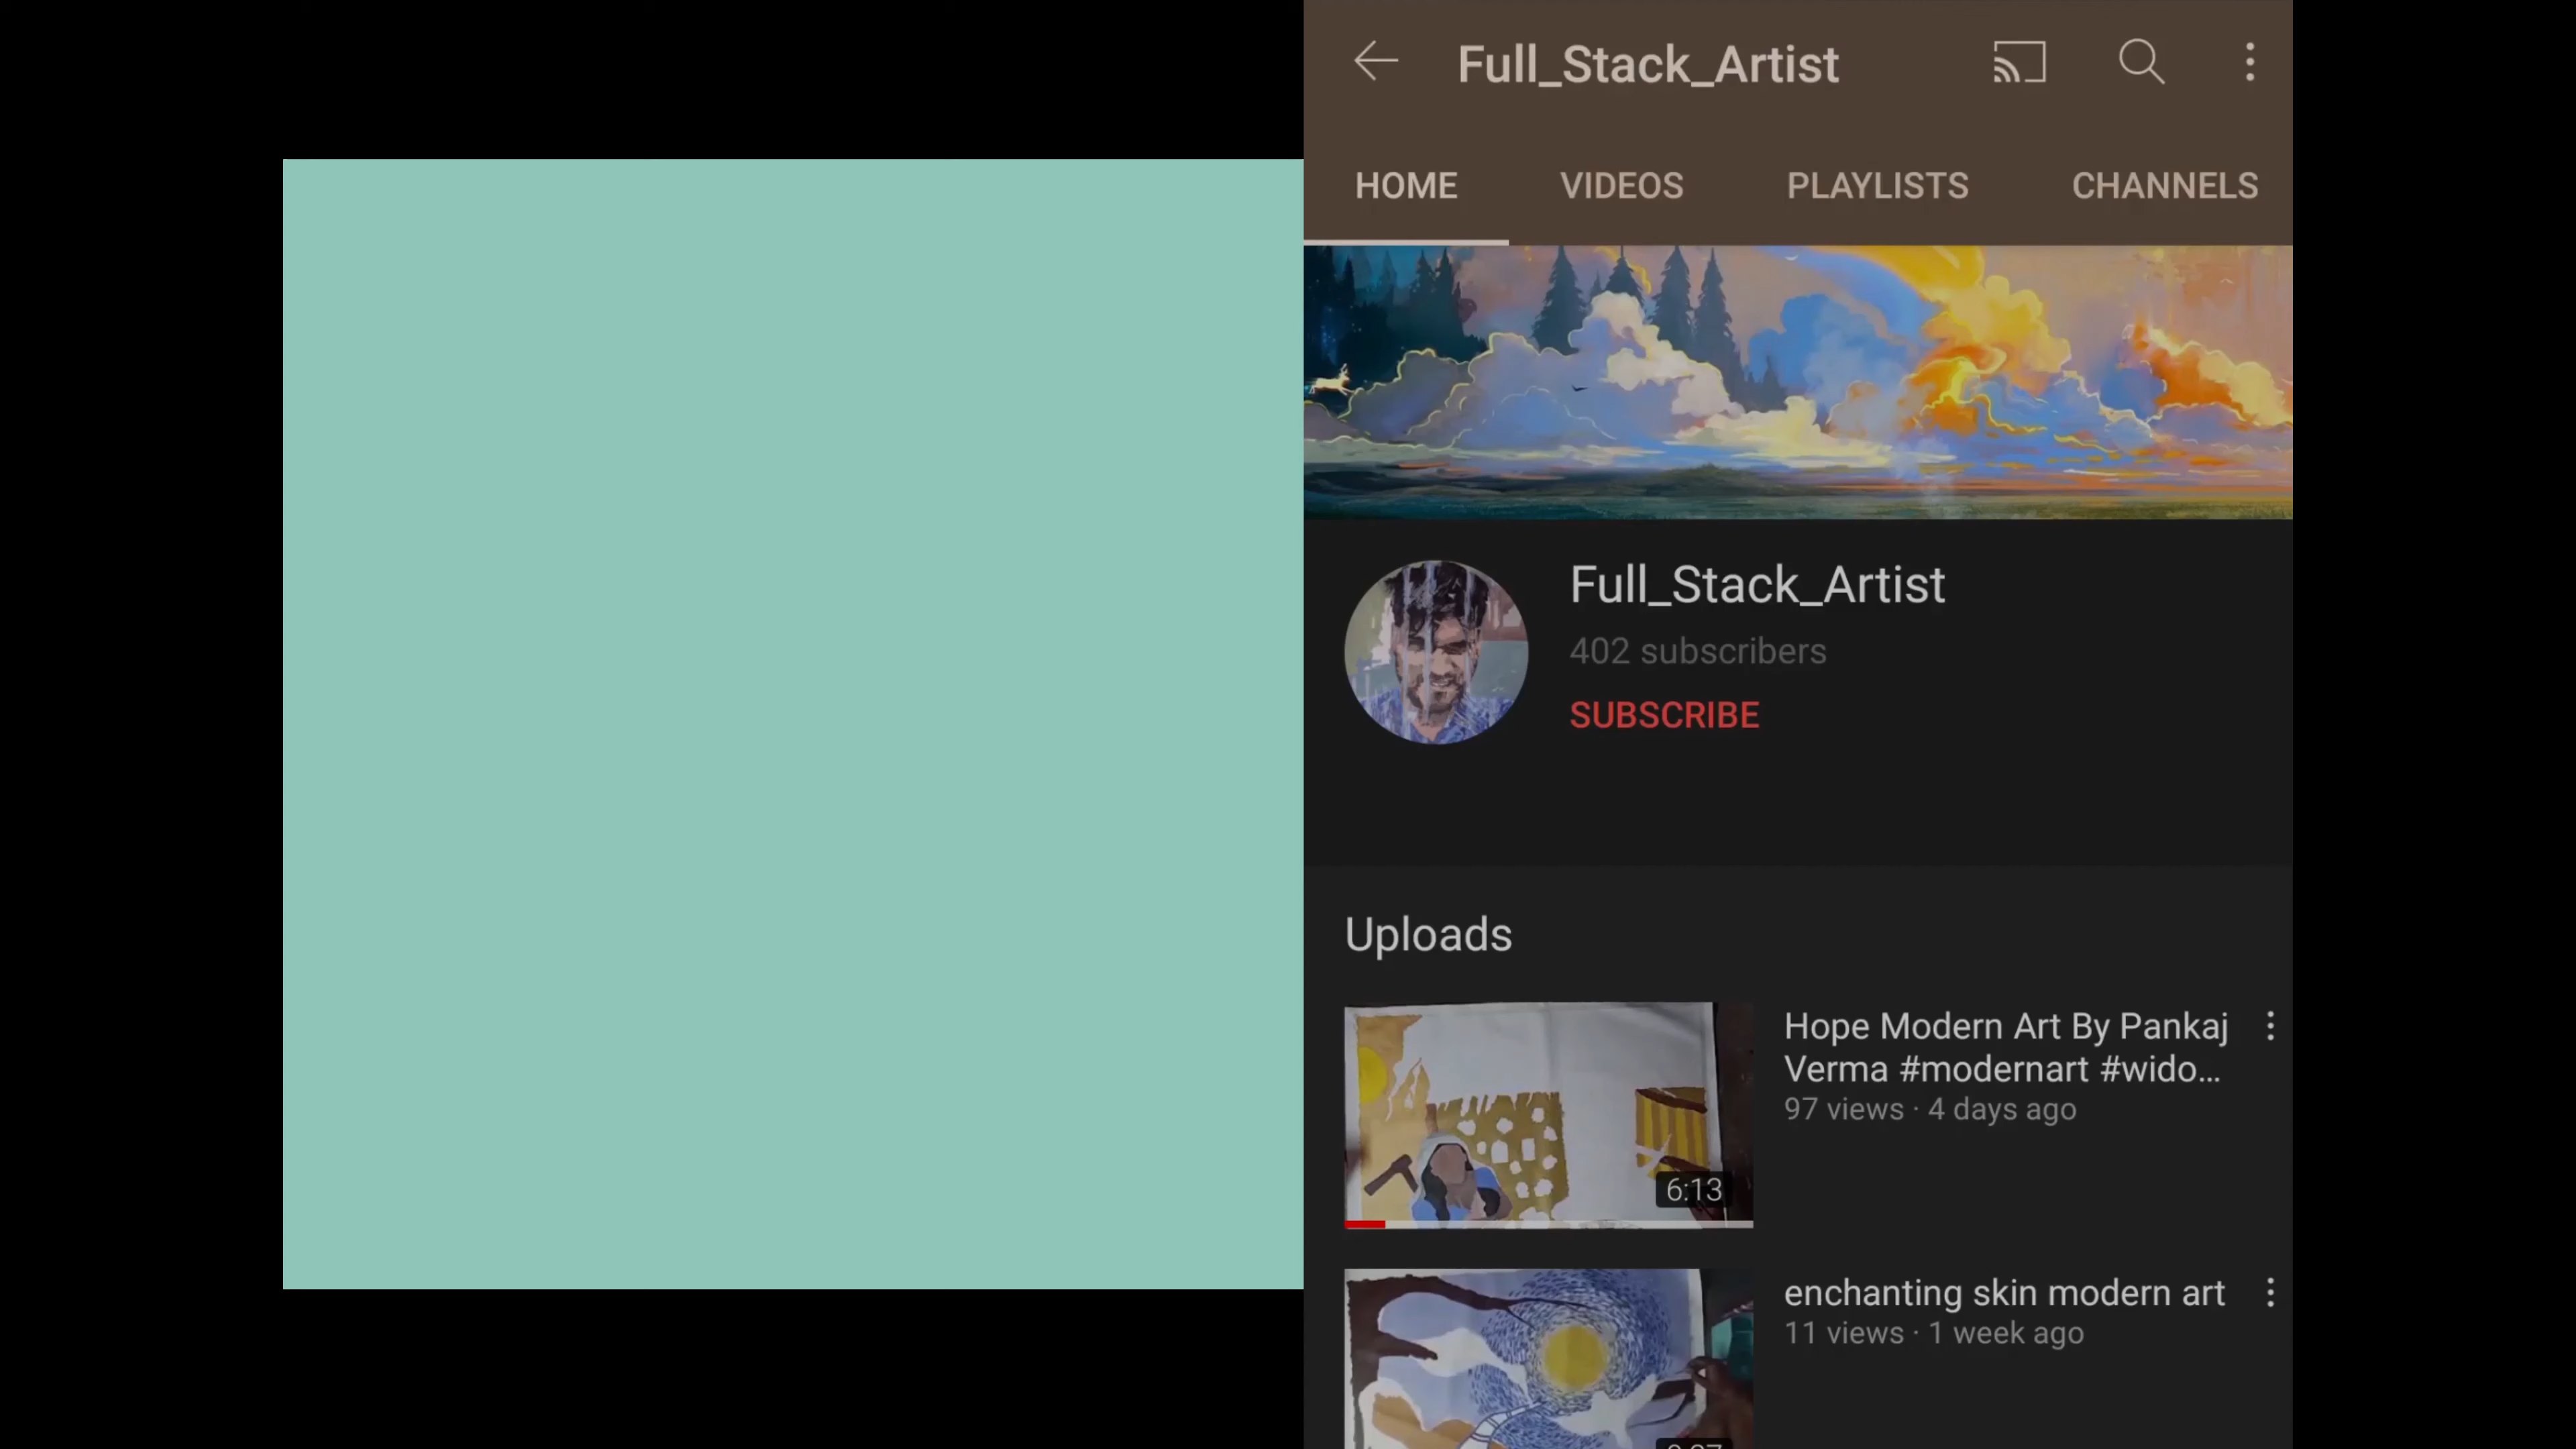 Full_Stack_Artist
HOME VIDEOS PLAYLISTS CHANNELS
Full_Stack_Artist
402 subscribers
SUBSCRIBE
Uploads
Hope Modern Art By Pankaj
Verma #modernart #wido...
97 views · 4 days ago
6:13
enchanting skin modern art
11 views · 1 week ago